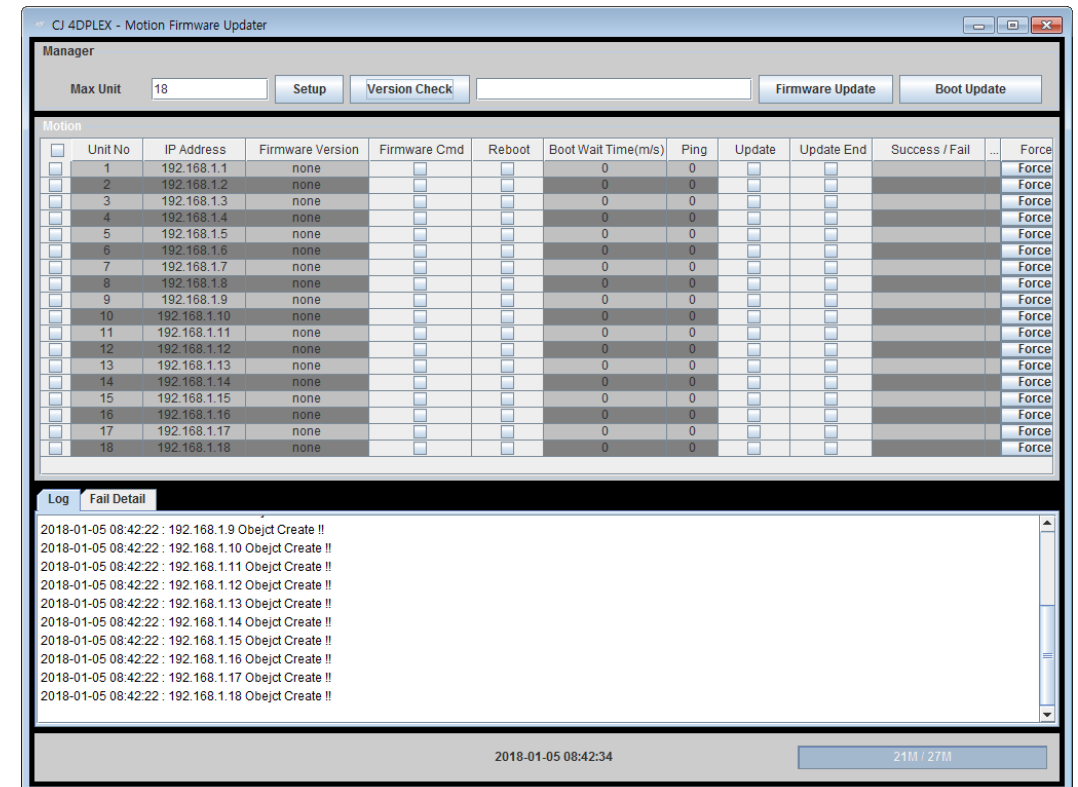 CJ 4DPLEX - Motion Firmware Updater
Manager
Max Unit 18 Setup Version Check Firmware Update Boot Update
Motion
Unit No IP Address Firmware Version Firmware Cmd Reboot Boot Wait Time(m/s) Ping Update Update End Success / Fail ... Force
1 192.168.1.1 none 0 0 Force
2 192.168.1.2 none 0 0 Force
3 192.168.1.3 none 0 0 Force
4 192.168.1.4 none 0 0 Force
5 192.168.1.5 none 0 0 Force
6 192.168.1.6 none 0 0 Force
7 192.168.1.7 none 0 0 Force
8 192.168.1.8 none 0 0 Force
9 192.168.1.9 none 0 0 Force
10 192.168.1.10 none 0 0 Force
11 192.168.1.11 none 0 0 Force
12 192.168.1.12 none 0 0 Force
13 192.168.1.13 none 0 0 Force
14 192.168.1.14 none 0 0 Force
15 192.168.1.15 none 0 0 Force
16 192.168.1.16 none 0 0 Force
17 192.168.1.17 none 0 0 Force
18 192.168.1.18 none 0 0 Force
Log Fail Detail
2018-01-05 08:42:22 : 192.168.1.9 Obejct Create !!
2018-01-05 08:42:22 : 192.168.1.10 Obejct Create !!
2018-01-05 08:42:22 : 192.168.1.11 Obejct Create !!
2018-01-05 08:42:22 : 192.168.1.12 Obejct Create !!
2018-01-05 08:42:22 : 192.168.1.13 Obejct Create !!
2018-01-05 08:42:22 : 192.168.1.14 Obejct Create !!
2018-01-05 08:42:22 : 192.168.1.15 Obejct Create !!
2018-01-05 08:42:22 : 192.168.1.16 Obejct Create !!
2018-01-05 08:42:22 : 192.168.1.17 Obejct Create !!
2018-01-05 08:42:22 : 192.168.1.18 Obejct Create !!
2018-01-05 08:42:34 21M / 27M